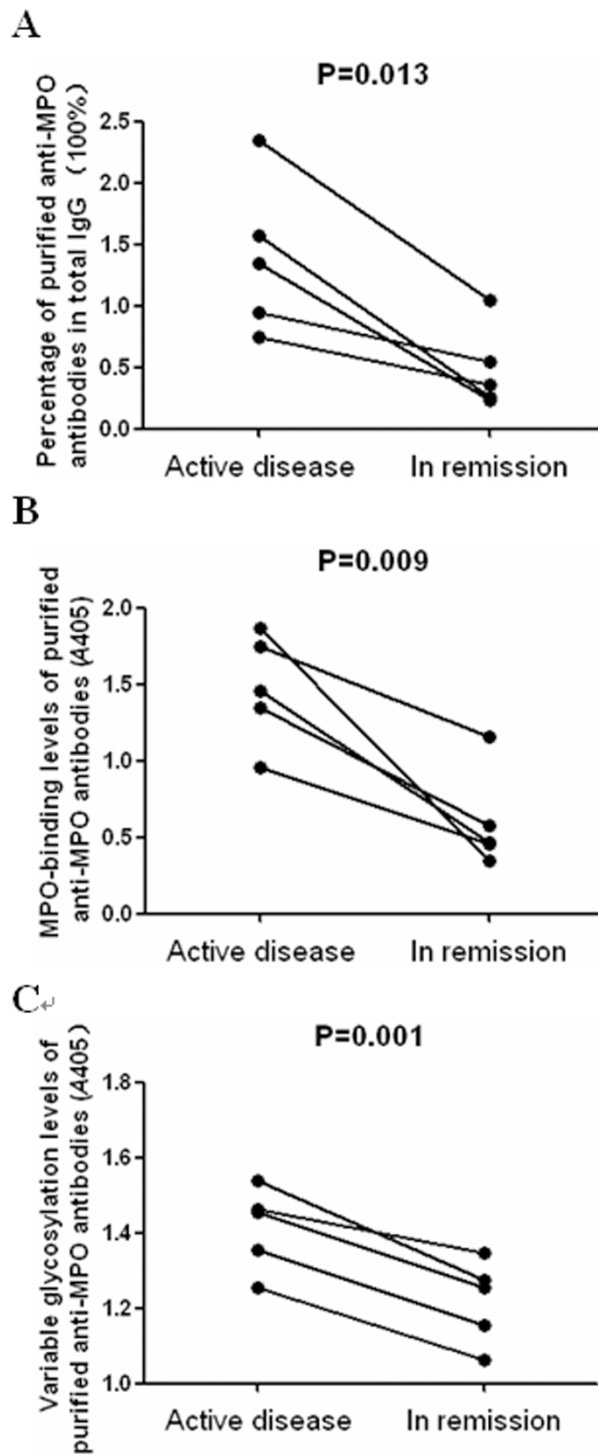 A
P=0.013
Percentage of purified anti-MPO
antibodies in total IgG (100%)
2.5
2.0
1.5
1.0
0.5
0.0
Active disease In remission
B
P=0.009
MPO-binding levels of purified
anti-MPO antibodies (A405)
2.0
1.5
1.0
0.5
0.0
Active disease In remission
C↵
P=0.001
Variable glycosylation levels of
purified anti-MPO antibodies (A405)
1.8
1.6
1.4
1.2
1.0
Active disease In remission